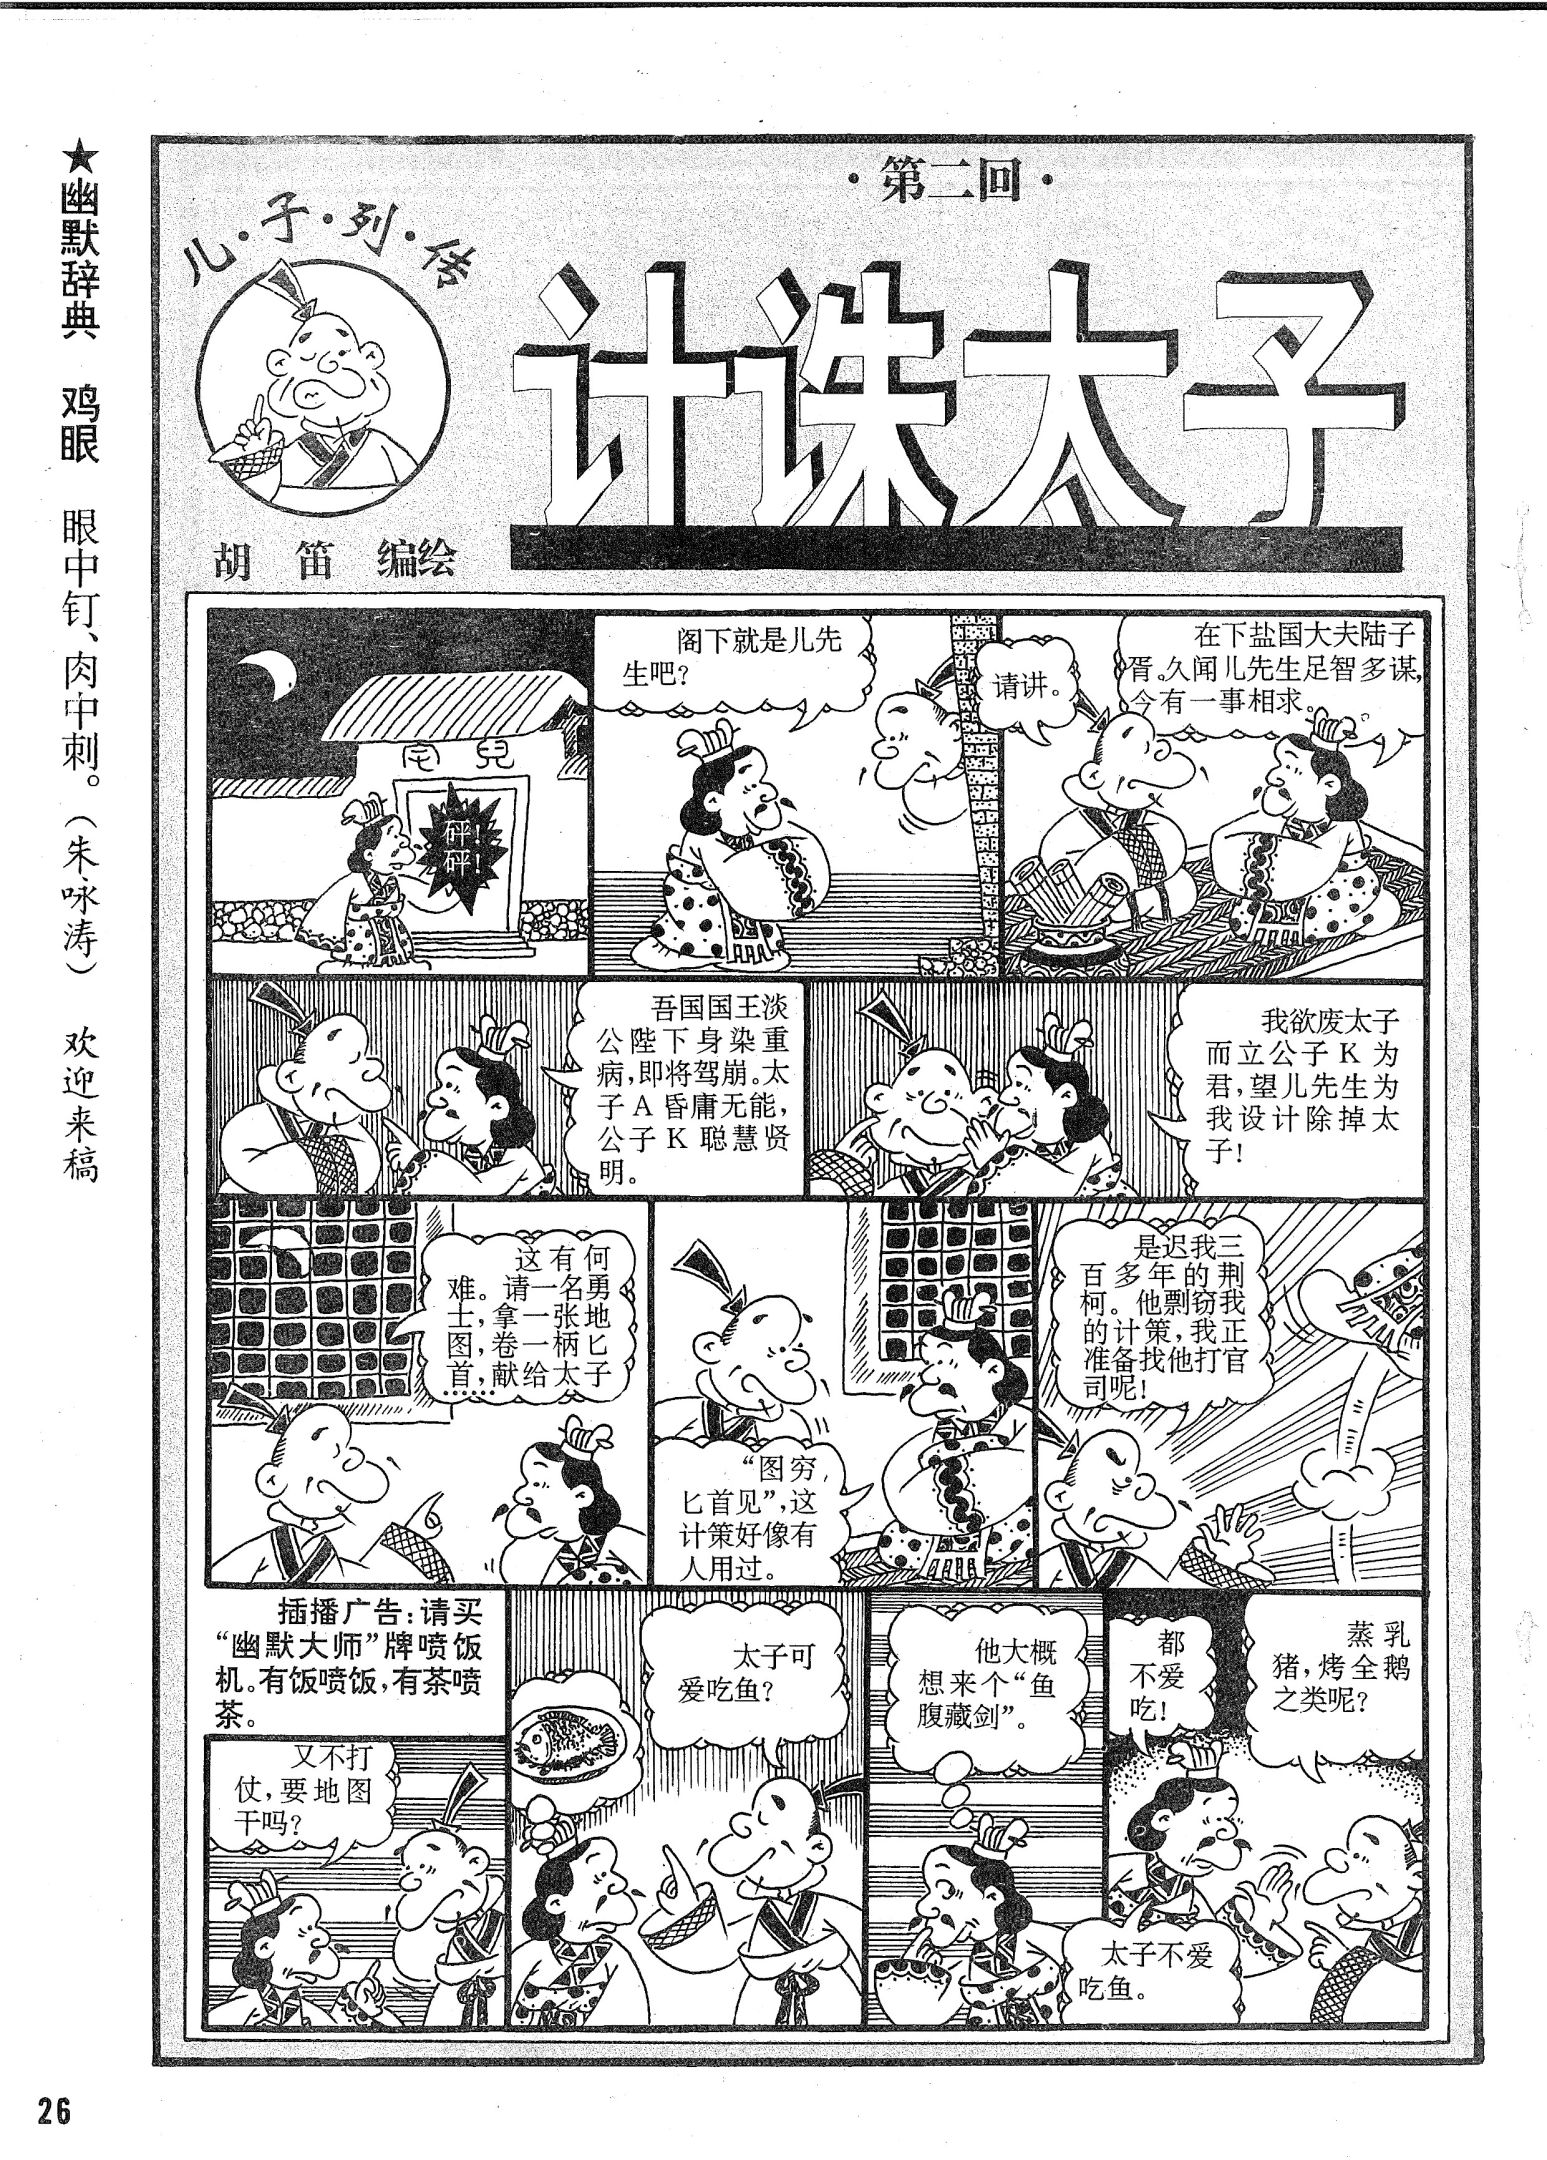 ★幽默辞典　鸡眼　眼中钉、肉中刺。（朱咏涛）　欢迎来稿
·第二回·
儿·子·列·传
计诛太子
胡　笛　编绘
兒宅
砰！
砰！
阁下就是儿先
生吧？
请讲。
在下盐国大夫陆子
胥。久闻儿先生足智多谋，
今有一事相求。
吾国国王淡
公陛下身染重
病，即将驾崩。太
子A昏庸无能，
公子K聪慧贤
明。
我欲废太子
而立公子K为
君，望儿先生为
我设计除掉太
子！
这有何
难。请一名勇
士，拿一张地
图，卷一柄匕
首，献给太子
……
“图穷
匕首见”，这
计策好像有
人用过。
是迟我三
百多年的荆
柯。他剽窃我
的计策，我正
准备找他打官
司呢！
插播广告：请买
“幽默大师”牌喷饭
机。有饭喷饭，有茶喷
茶。
又不打
仗，要地图
干吗？
太子可
爱吃鱼？
他大概
想来个“鱼
腹藏剑”。
太子不爱
吃鱼。
蒸乳
猪，烤全鹅
之类呢？
都
不爱
吃！
26